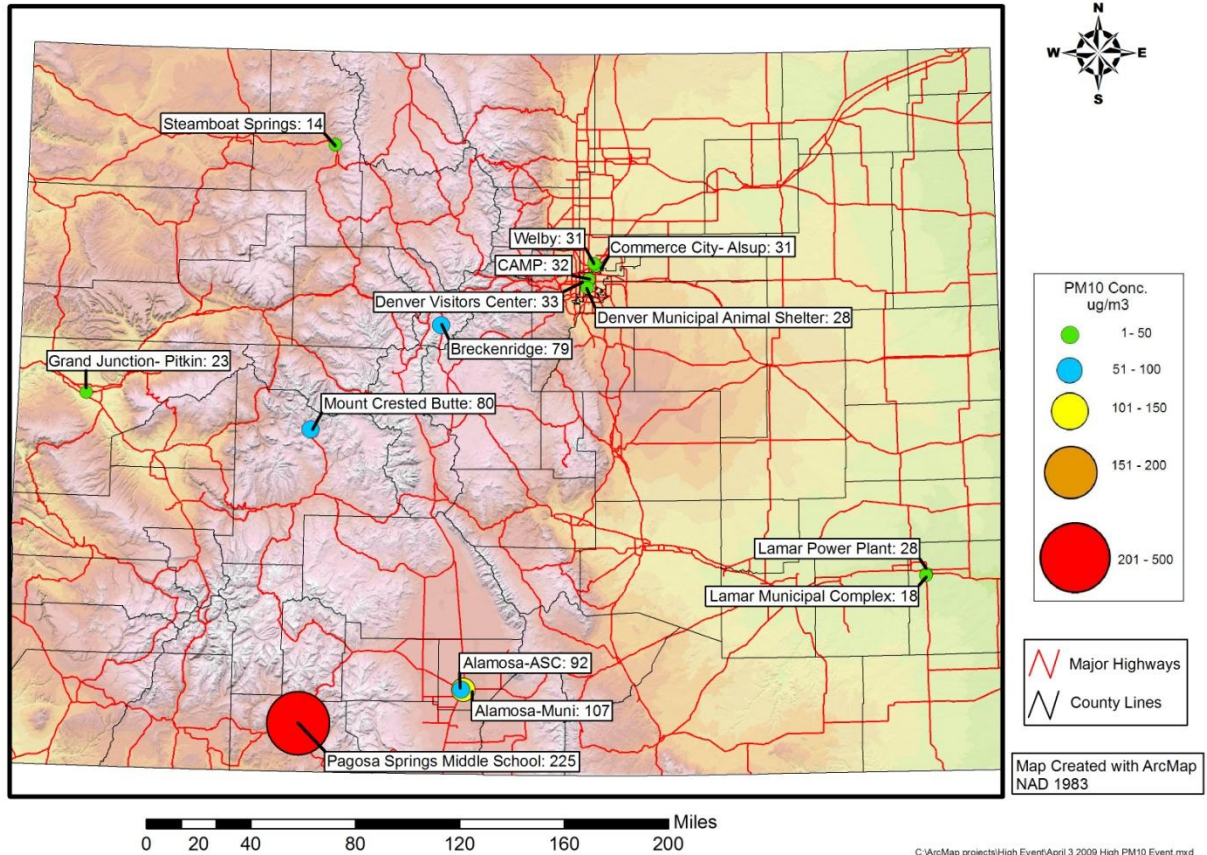 N
W E
S
Steamboat Springs: 14
Welby: 31
Commerce City- Alsup: 31
CAMP: 32
Denver Visitors Center: 33
Denver Municipal Animal Shelter: 28
Breckenridge: 79
Grand Junction- Pitkin: 23
Mount Crested Butte: 80
Lamar Power Plant: 28
Lamar Municipal Complex: 18
Alamosa-ASC: 92
Alamosa-Muni: 107
Pagosa Springs Middle School: 225
PM10 Conc.
ug/m3
1 - 50
51 - 100
101 - 150
151 - 200
201 - 500
Major Highways
County Lines
Map Created with ArcMap
NAD 1983
Miles
0 20 40 80 120 160 200
C:\ArcMap projects\High Event\April 3 2009 High PM10 Event.mxd